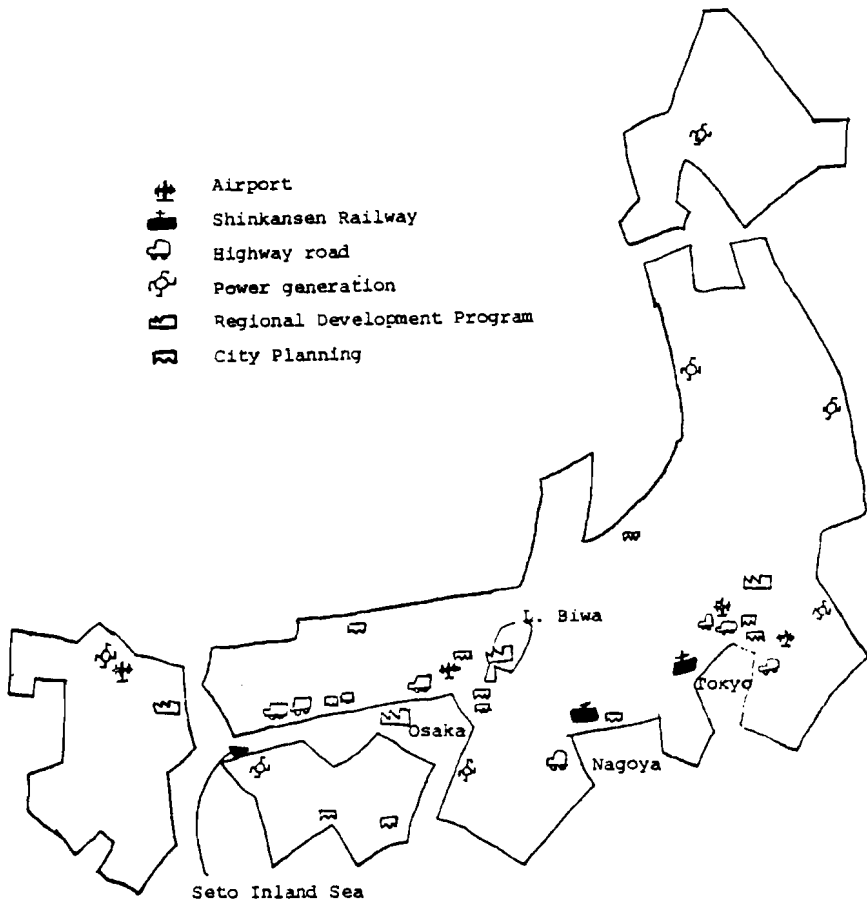 Airport
Shinkansen Railway
Highway road
Power generation
Regional Development Program
City Planning
L. Biwa
Tokyo
Osaka
Nagoya
Seto Inland Sea